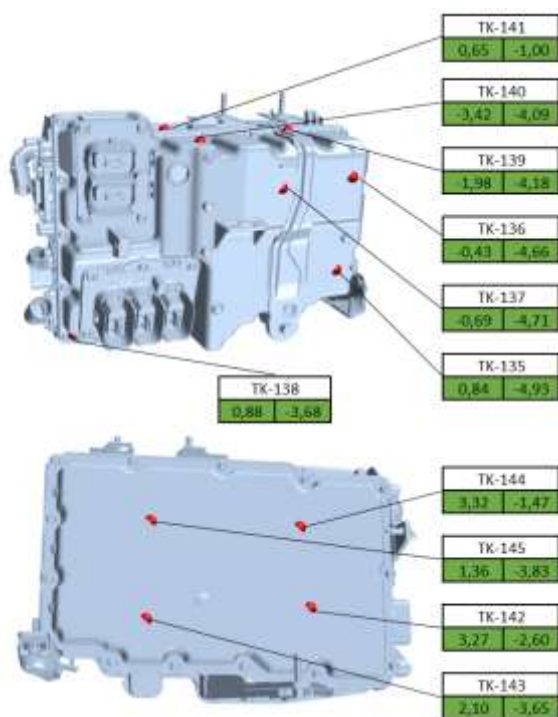 TK-141
0,65 -1,00
TK-140
-3,42 -4,09
TK-139
-1,98 -4,18
TK-136
-0,43 -4,66
TK-137
-0,69 -4,71
TK-135
0,84 -4,93
TK-138
0,88 -3,68
TK-144
3,32 -1,47
TK-145
1,36 -3,83
TK-142
3,27 -2,60
TK-143
2,10 -3,65